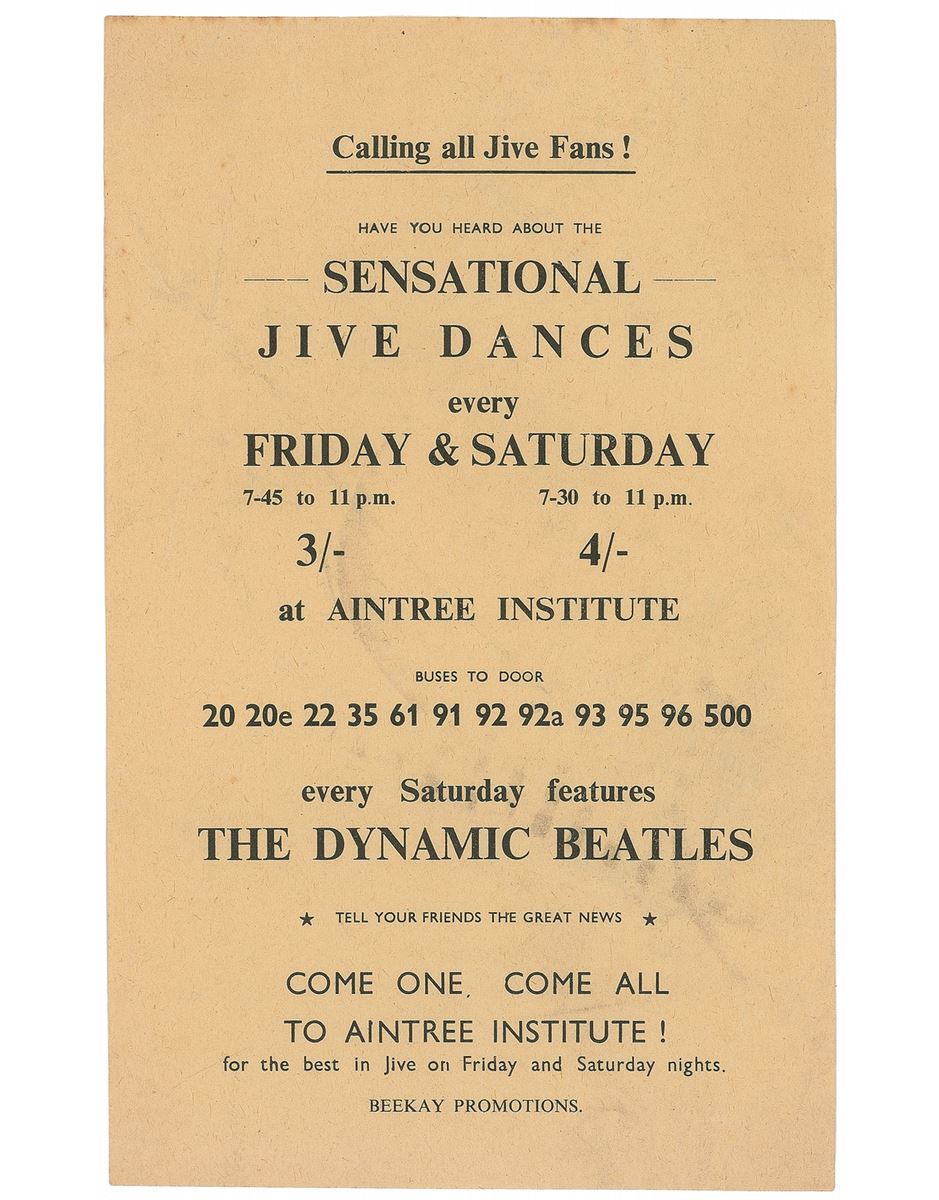 Calling all Jive Fans !
HAVE YOU HEARD ABOUT THE
SENSATIONAL
JIVE DANCES
every
FRIDAY & SATURDAY
7-45 to 11 p.m. 7-30 to 11 p.m.
3/- 4/-
at AINTREE INSTITUTE
BUSES TO DOOR
20 20e 22 35 61 91 92 92a 93 95 96 500
every Saturday features
THE DYNAMIC BEATLES
★ TELL YOUR FRIENDS THE GREAT NEWS ★
COME ONE, COME ALL
TO AINTREE INSTITUTE !
for the best in Jive on Friday and Saturday nights.
BEEKAY PROMOTIONS.